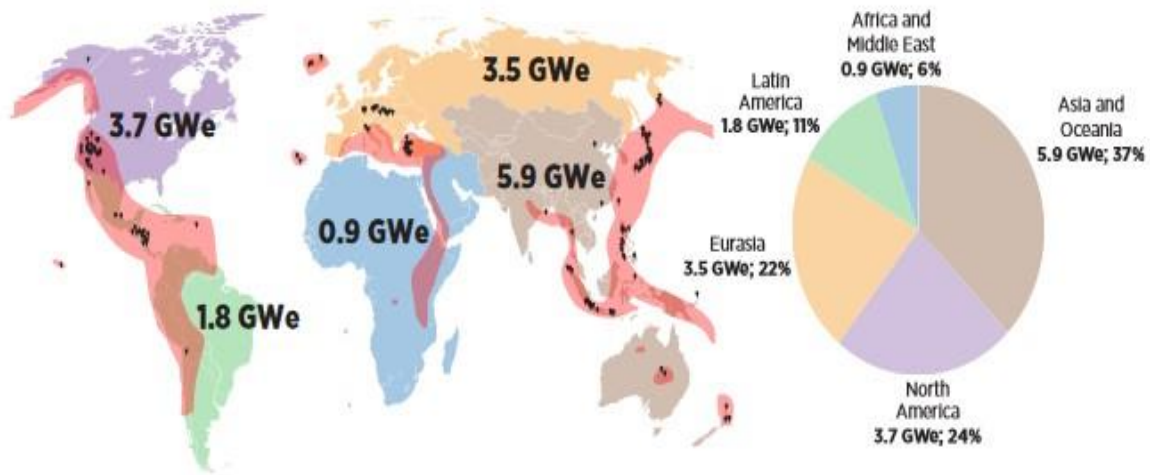 3.7 GWe
3.5 GWe
5.9 GWe
0.9 GWe
1.8 GWe
Africa and
Middle East
0.9 GWe; 6%
Latin
America
1.8 GWe; 11%
Asia and
Oceania
5.9 GWe; 37%
Eurasia
3.5 GWe; 22%
North
America
3.7 GWe; 24%